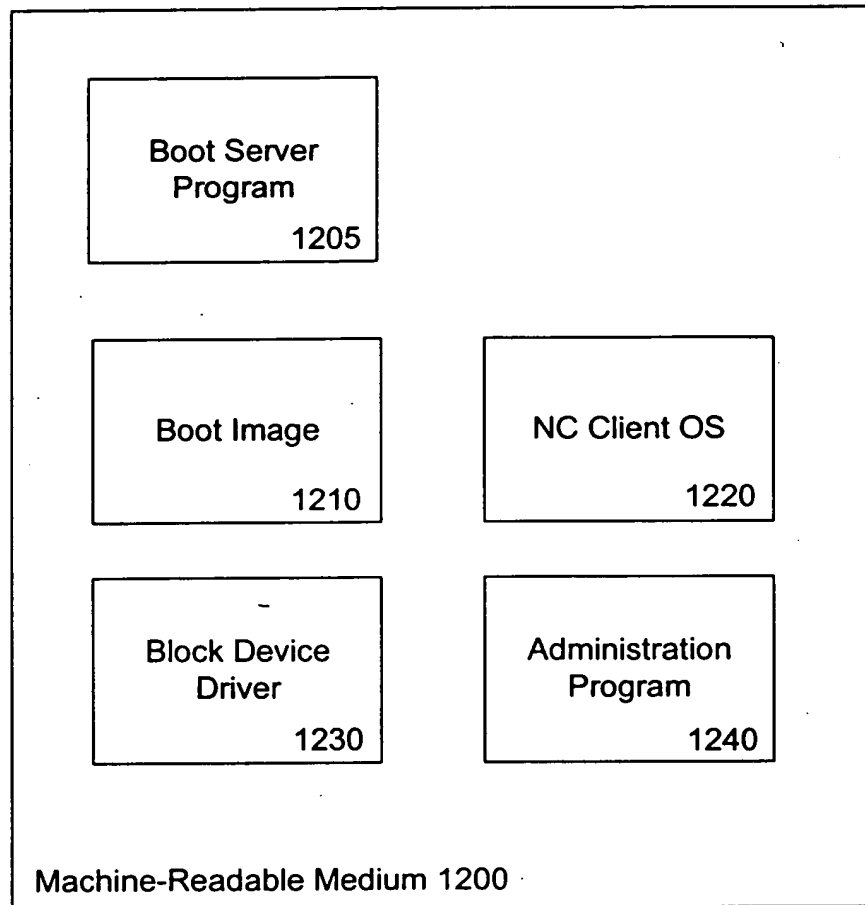 Boot Server
Program
1205
Boot Image
1210
NC Client OS
1220
Block Device
Driver
1230
Administration
Program
1240
Machine-Readable Medium 1200